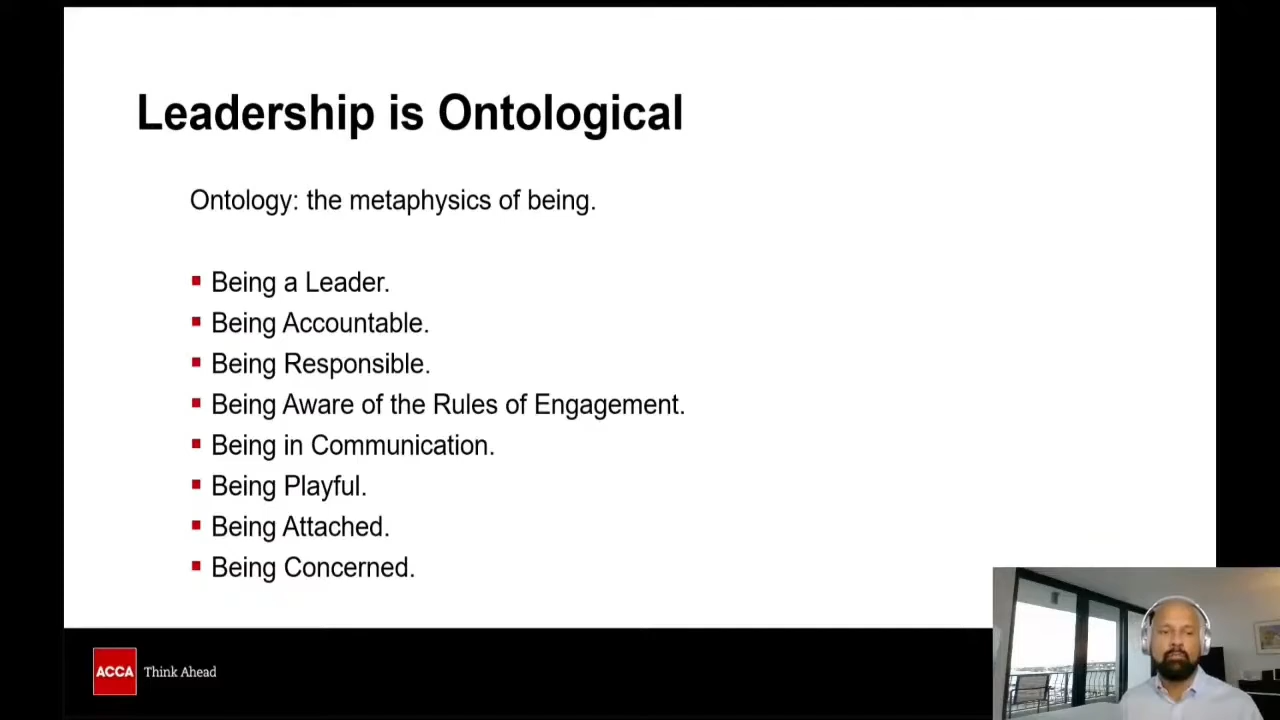 Leadership is Ontological
Ontology: the metaphysics of being.
Being a Leader.
Being Accountable.
Being Responsible.
Being Aware of the Rules of Engagement.
Being in Communication.
Being Playful.
Being Attached.
Being Concerned.
ACCA Think Ahead